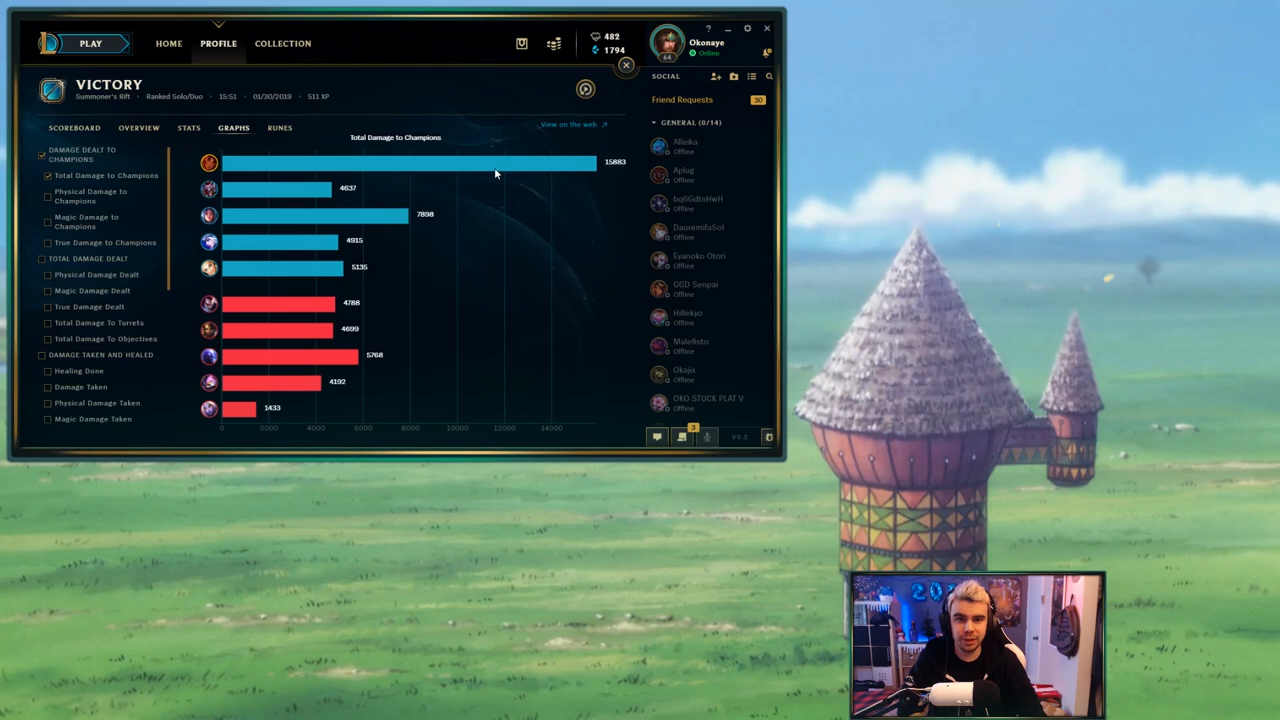 PLAY
HOME
PROFILE
COLLECTION
482
1794
?
Okonaye
Online
64
VICTORY
Summoner's Rift • Ranked Solo/Duo • 15:51 • 01/30/2019 • 511 XP
SOCIAL
Friend Requests
30
GENERAL (0/14)
SCOREBOARD
OVERVIEW
STATS
GRAPHS
RUNES
View on the web
Total Damage to Champions
DAMAGE DEALT TO
CHAMPIONS
Total Damage to Champions
Physical Damage to
Champions
Magic Damage to
Champions
True Damage to Champions
TOTAL DAMAGE DEALT
Physical Damage Dealt
Magic Damage Dealt
True Damage Dealt
Total Damage To Turrets
Total Damage To Objectives
DAMAGE TAKEN AND HEALED
Healing Done
Damage Taken
Physical Damage Taken
Magic Damage Taken
15883
4637
7898
4915
5135
4788
4699
5768
4192
1433
0
2000
4000
6000
8000
10000
12000
14000
Alleika
Offline
Aplug
Offline
bq6GdtnHwH
Offline
DauremifaSol
Offline
Eyanoko Otori
Offline
GGD Senpai
Offline
Hillekyo
Offline
Malefisto
Offline
Okajix
Offline
OKO STUCK PLAT V
Offline
3
V9.2
20